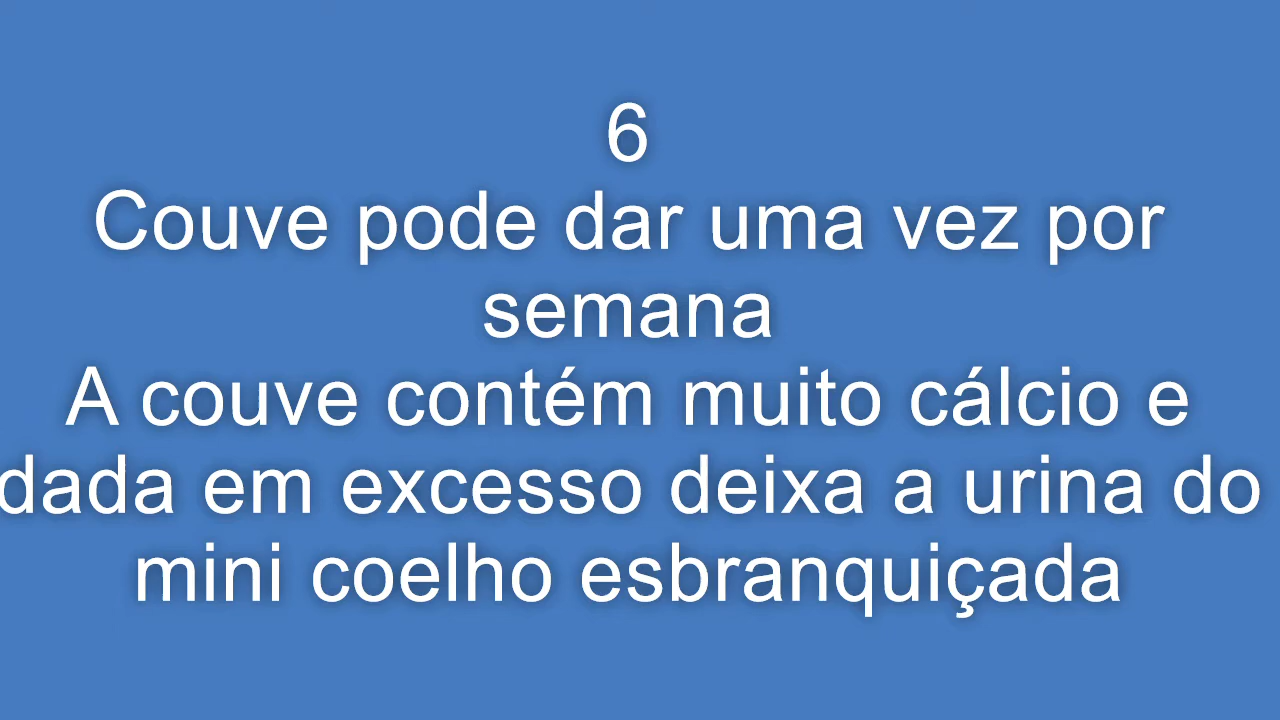 6
Couve pode dar uma vez por
semana
A couve contém muito cálcio e
dada em excesso deixa a urina do
mini coelho esbranquiçada